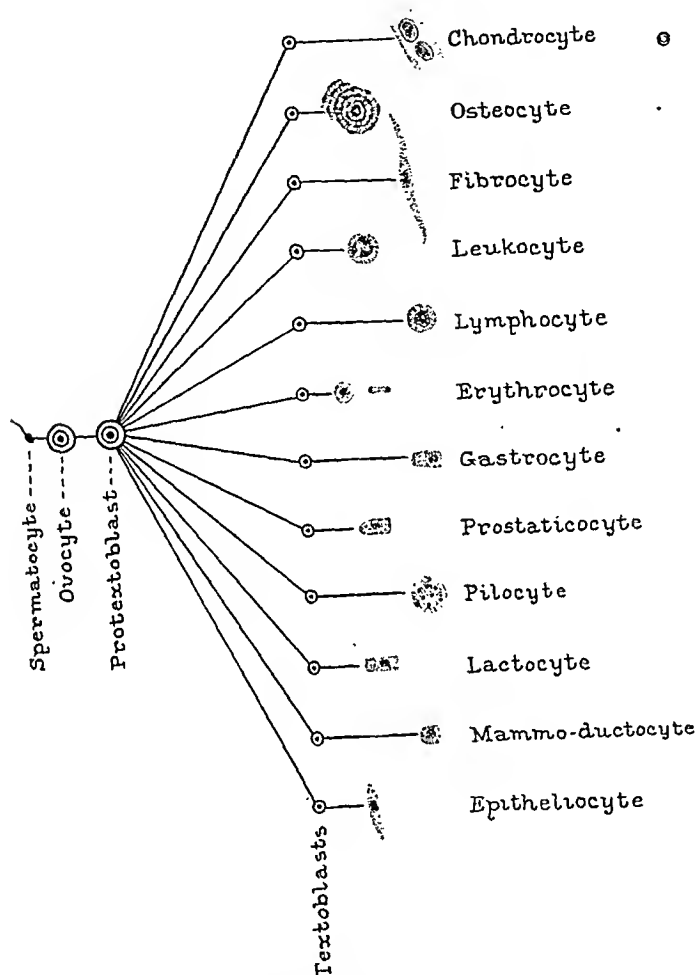 Chondrocyte
Osteocyte
Fibrocyte
Leukocyte
Lymphocyte
Erythrocyte
Gastrocyte
Prostaticocyte
Pilocyte
Lactocyte
Mammo-ductocyte
Epitheliocyte
Spermatocyte
Ovocyte
Protextoblast
Textoblasts